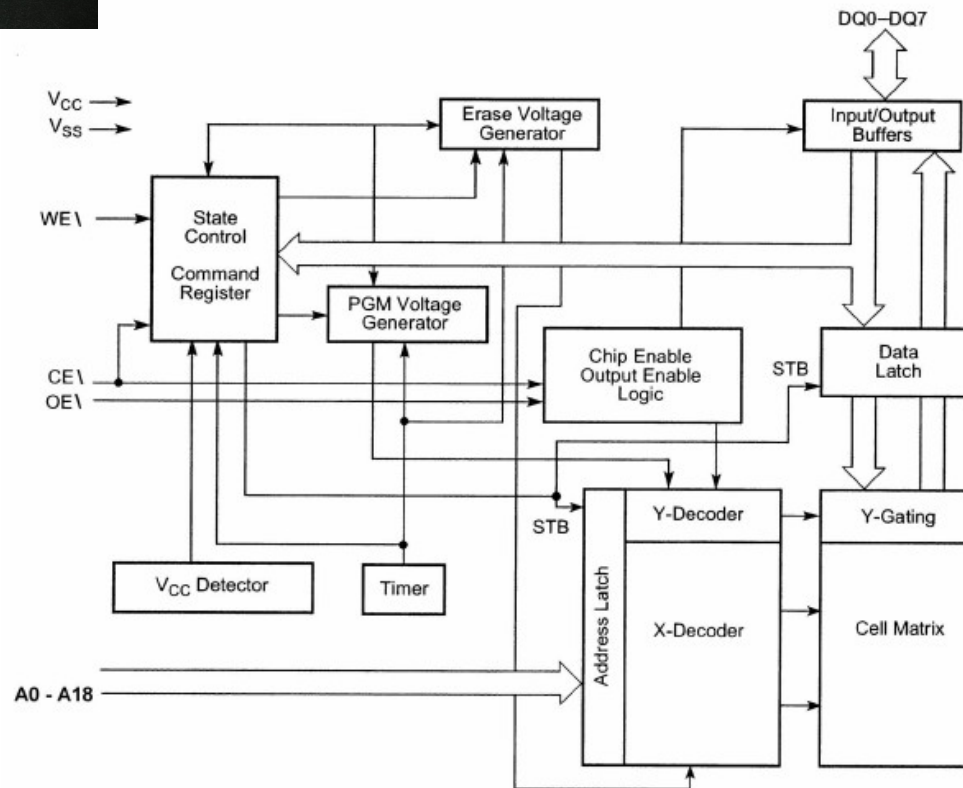 DQ0–DQ7
VCC
VSS
Erase Voltage
Generator
Input/Output
Buffers
WE\
State
Control
Command
Register
PGM Voltage
Generator
Chip Enable
Output Enable
Logic
STB
Data
Latch
CE\
OE\
STB
Y-Decoder
Y-Gating
VCC Detector
Timer
Address Latch
X-Decoder
Cell Matrix
A0 - A18